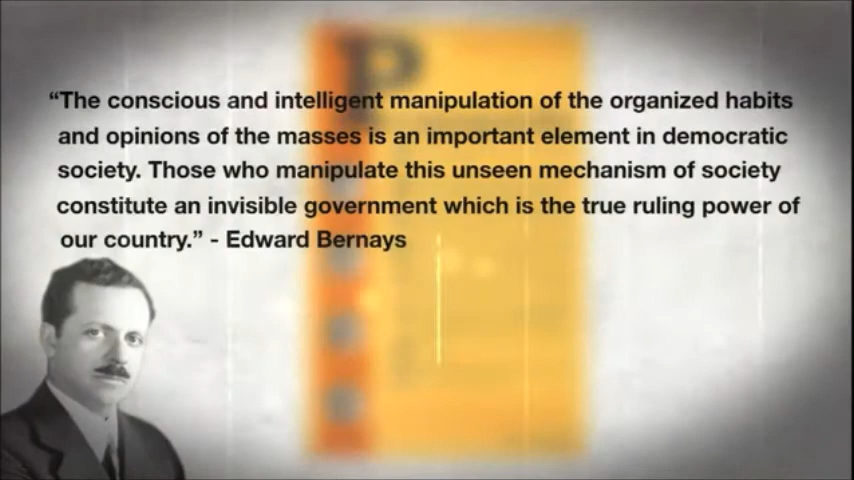 “The conscious and intelligent manipulation of the organized habits
and opinions of the masses is an important element in democratic
society. Those who manipulate this unseen mechanism of society
constitute an invisible government which is the true ruling power of
our country.” - Edward Bernays
P